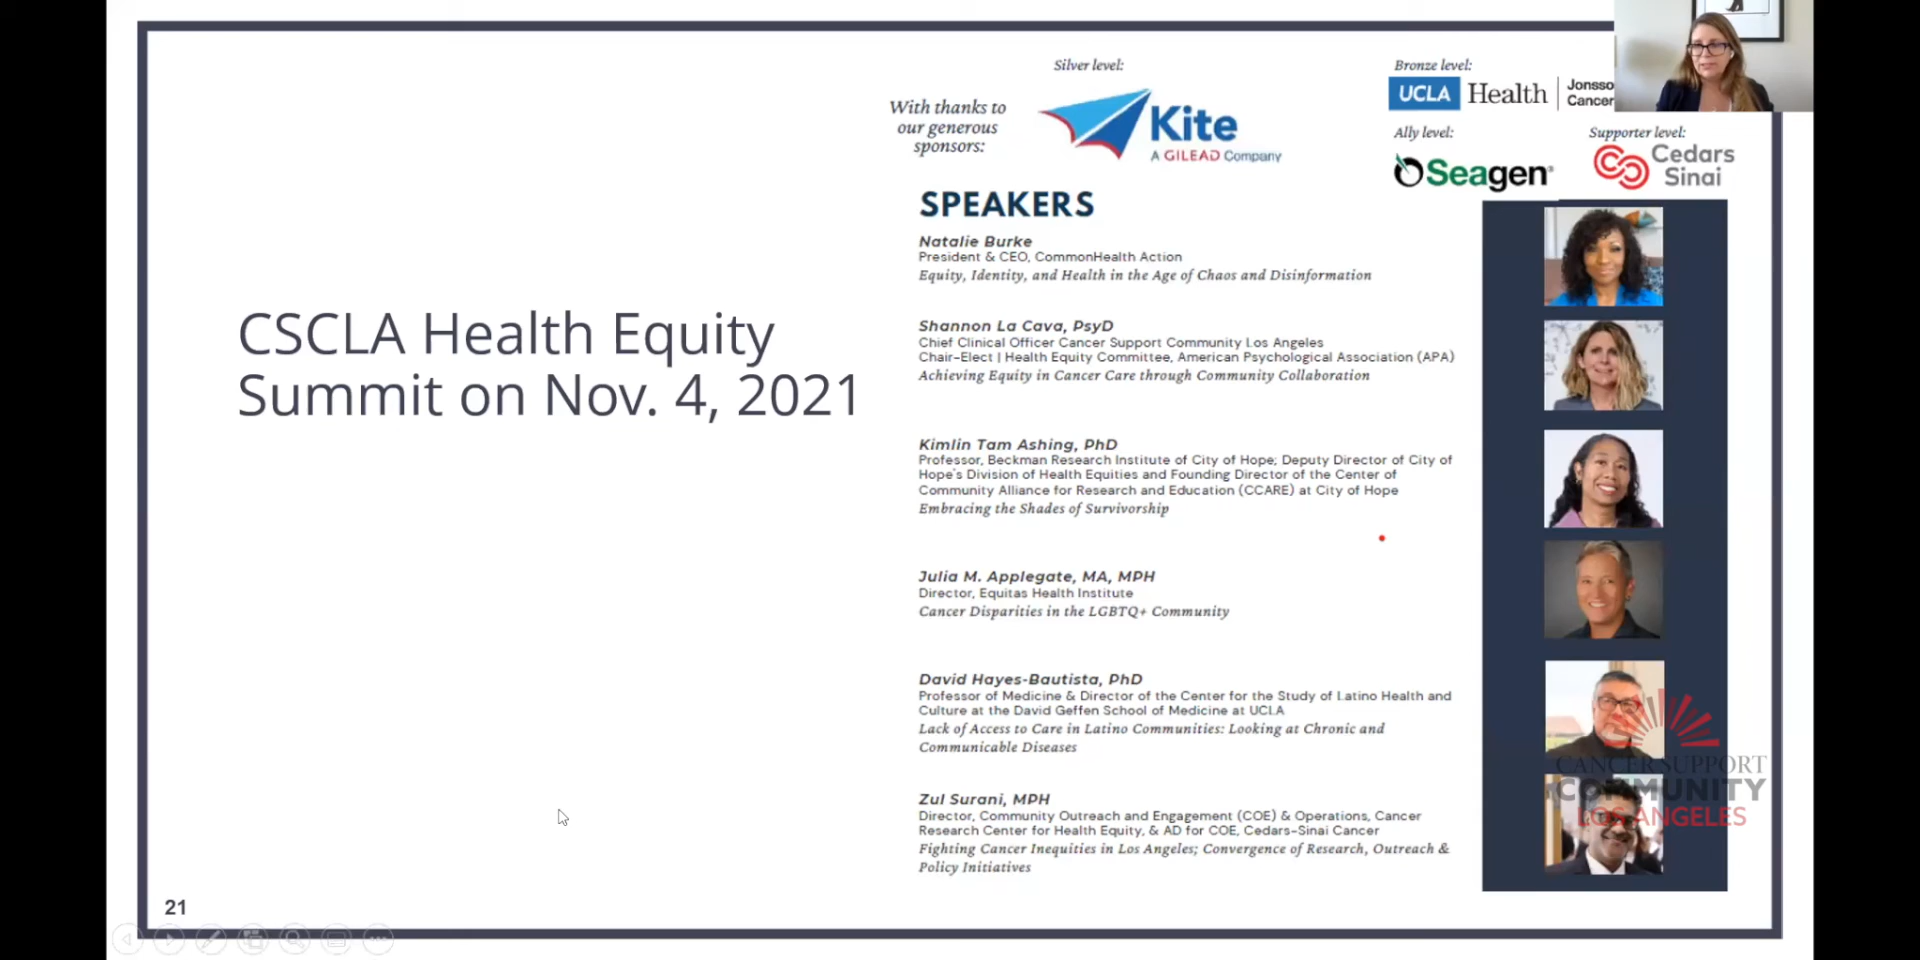 CSCLA Health Equity
Summit on Nov. 4, 2021
With thanks to
our generous
sponsors:
Silver level:
Kite
A GILEAD Company
Bronze level:
UCLA Health
Jonsso
Cancer
Ally level:
Seagen
Supporter level:
Cedars
Sinai
SPEAKERS
Natalie Burke
President & CEO, CommonHealth Action
Equity, Identity, and Health in the Age of Chaos and Disinformation
Shannon La Cava, PsyD
Chief Clinical Officer Cancer Support Community Los Angeles
Chair-Elect | Health Equity Committee, American Psychological Association (APA)
Achieving Equity in Cancer Care through Community Collaboration
Kimlin Tam Ashing, PhD
Professor, Beckman Research Institute of City of Hope; Deputy Director of City of
Hope's Division of Health Equities and Founding Director of the Center of
Community Alliance for Research and Education (CCARE) at City of Hope
Embracing the Shades of Survivorship
Julia M. Applegate, MA, MPH
Director, Equitas Health Institute
Cancer Disparities in the LGBTQ+ Community
David Hayes-Bautista, PhD
Professor of Medicine & Director of the Center for the Study of Latino Health and
Culture at the David Geffen School of Medicine at UCLA
Lack of Access to Care in Latino Communities: Looking at Chronic and
Communicable Diseases
Zul Surani, MPH
Director, Community Outreach and Engagement (COE) & Operations, Cancer
Research Center for Health Equity, & AD for COE, Cedars-Sinai Cancer
Fighting Cancer Inequities in Los Angeles; Convergence of Research, Outreach &
Policy Initiatives
CANCER SUPPORT
COMMUNITY
LOS ANGELES
21